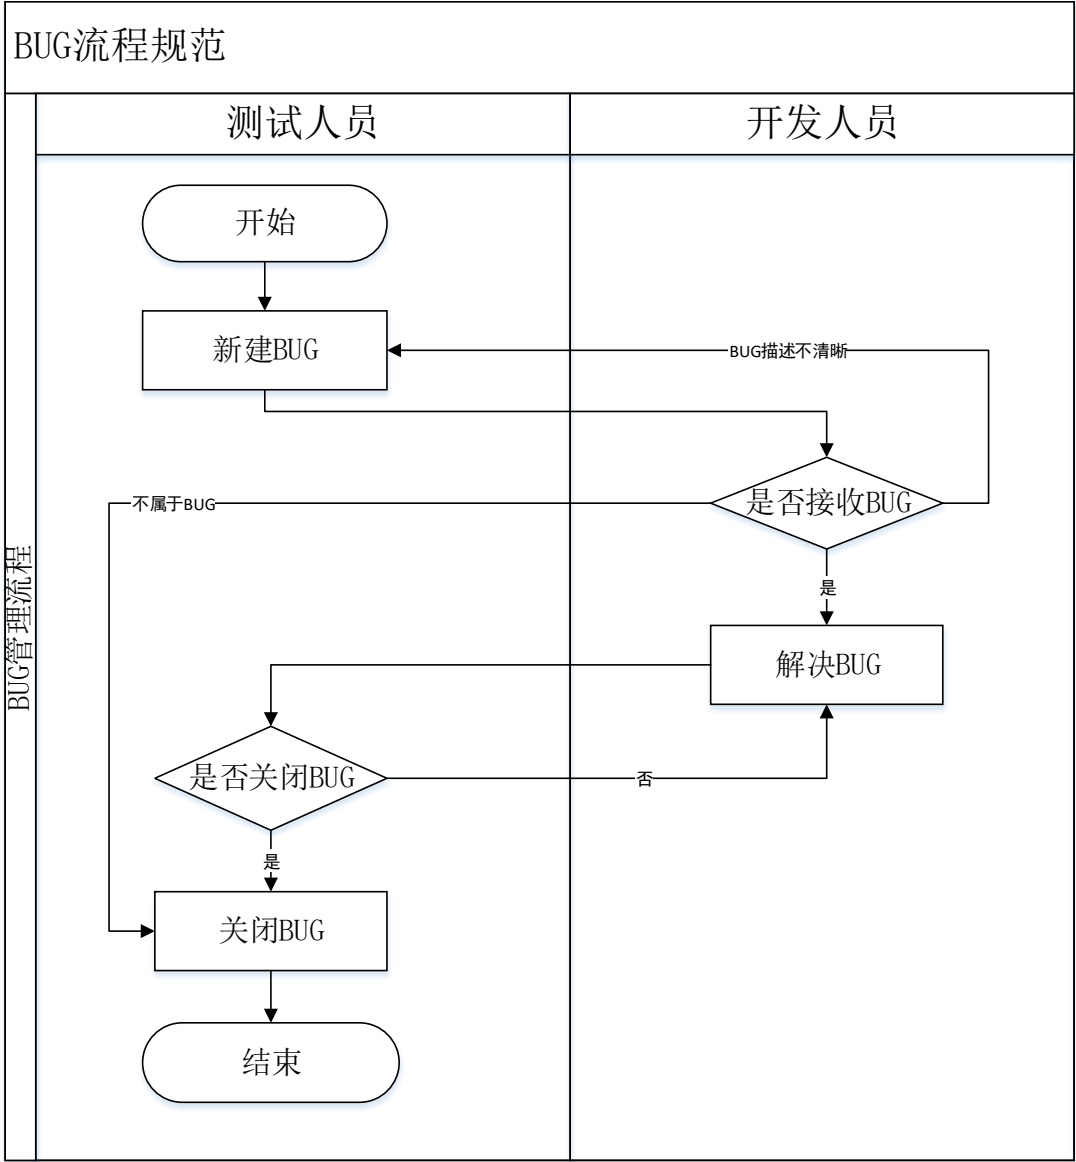 BUG流程规范
测试人员
开发人员
BUG管理流程
开始
新建BUG
BUG描述不清晰
是否接收BUG
不属于BUG
是
解决BUG
是否关闭BUG
否
是
关闭BUG
结束